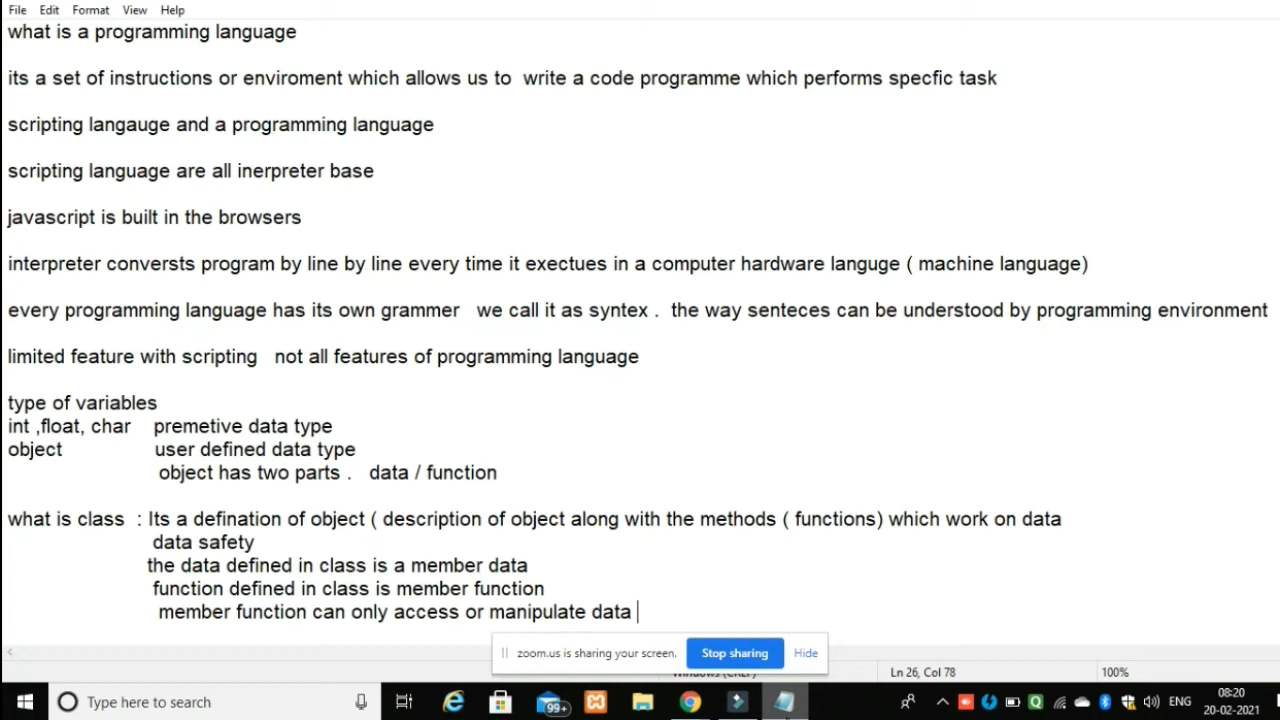 File Edit Format View Help
what is a programming language
its a set of instructions or enviroment which allows us to write a code programme which performs specfic task
scripting langauge and a programming language
scripting language are all inerpreter base
javascript is built in the browsers
interpreter conversts program by line by line every time it exectues in a computer hardware languge ( machine language)
every programming language has its own grammer we call it as syntex . the way senteces can be understood by programming environment
limited feature with scripting not all features of programming language
type of variables
int ,float, char premetive data type
object user defined data type
object has two parts . data / function
what is class : Its a defination of object ( description of object along with the methods ( functions) which work on data
data safety
the data defined in class is a member data
function defined in class is member function
member function can only access or manipulate data
zoom.us is sharing your screen. Stop sharing Hide
Ln 26, Col 78 100%
Type here to search 99+ ENG 08:20
20-02-2021